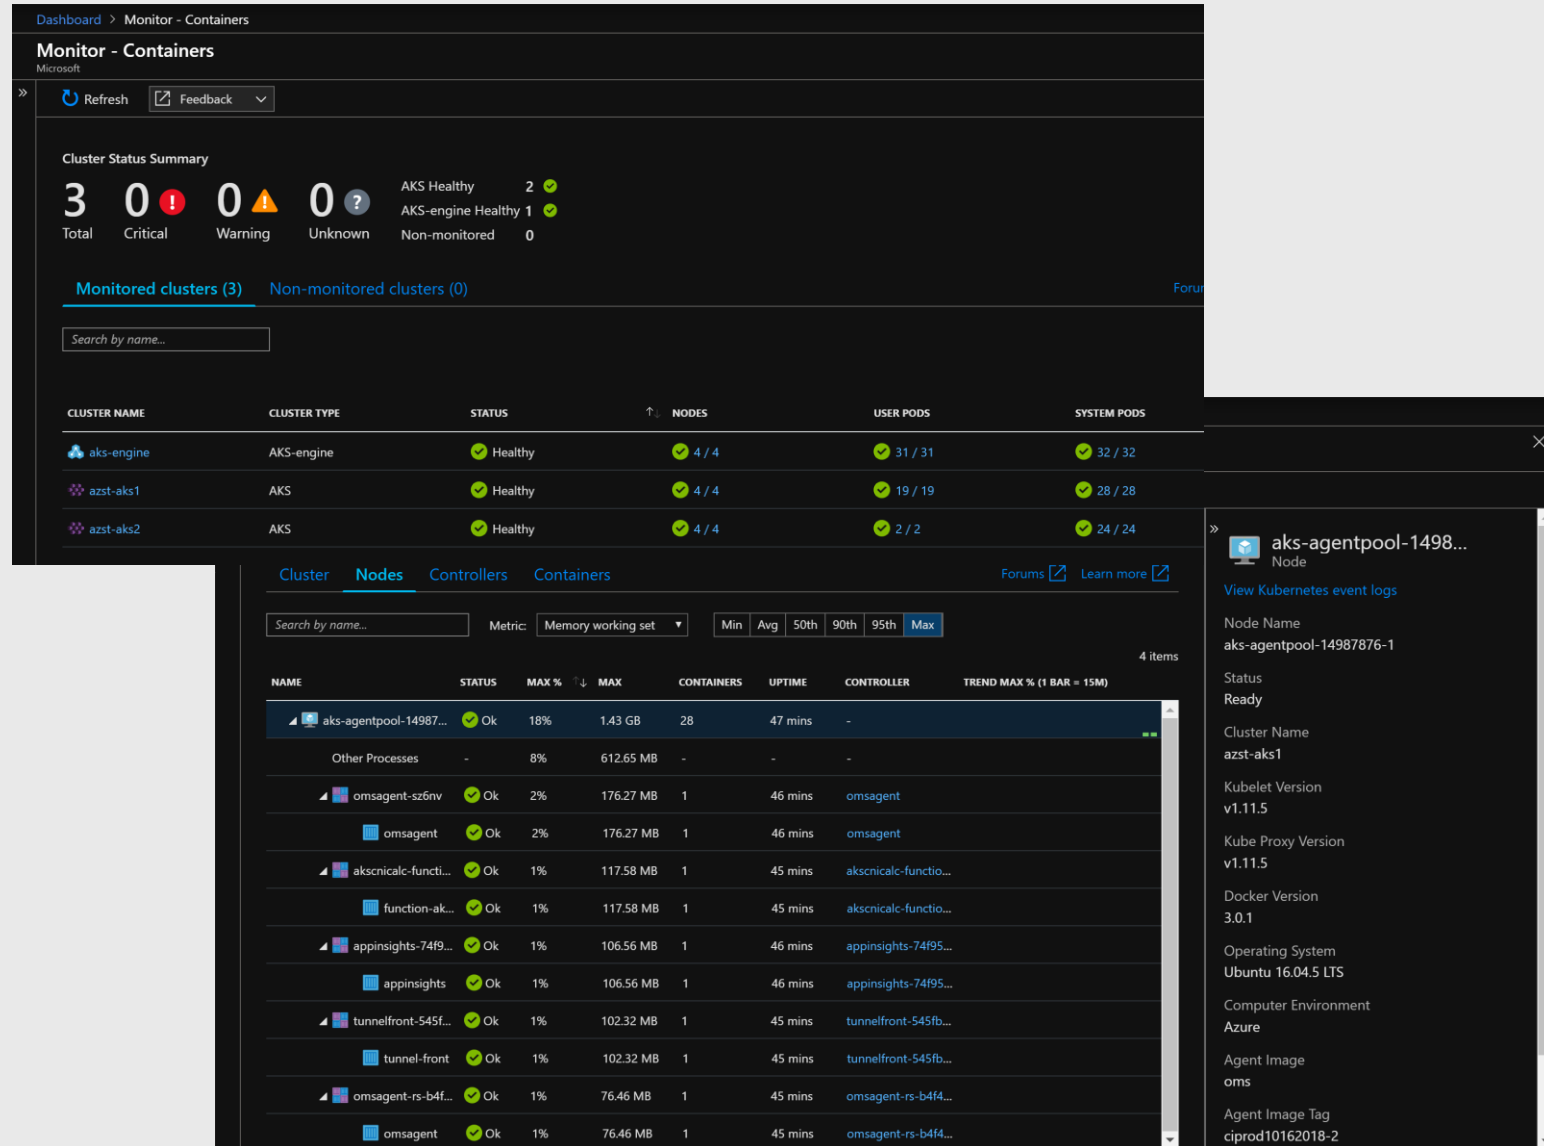 Dashboard > Monitor - Containers
Monitor - Containers
Microsoft
» Refresh Feedback
Cluster Status Summary
3 0 0 0
Total Critical Warning Unknown
AKS Healthy 2
AKS-engine Healthy 1
Non-monitored 0
Monitored clusters (3) Non-monitored clusters (0) Forum
Search by name...
CLUSTER NAME CLUSTER TYPE STATUS ↑↓ NODES USER PODS SYSTEM PODS
aks-engine AKS-engine Healthy 4 / 4 31 / 31 32 / 32
azst-aks1 AKS Healthy 4 / 4 19 / 19 28 / 28
azst-aks2 AKS Healthy 4 / 4 2 / 2 24 / 24
Cluster Nodes Controllers Containers Forums Learn more
Search by name... Metric: Memory working set Min Avg 50th 90th 95th Max
4 items
NAME STATUS MAX % ↑↓ MAX CONTAINERS UPTIME CONTROLLER TREND MAX % (1 BAR = 15M)
aks-agentpool-14987... Ok 18% 1.43 GB 28 47 mins -
Other Processes - 8% 612.65 MB - - -
omsagent-sz6nv Ok 2% 176.27 MB 1 46 mins omsagent
omsagent Ok 2% 176.27 MB 1 46 mins omsagent
akscnicalc-functi... Ok 1% 117.58 MB 1 45 mins akscnicalc-functio...
function-ak... Ok 1% 117.58 MB 1 45 mins akscnicalc-functio...
appinsights-74f9... Ok 1% 106.56 MB 1 46 mins appinsights-74f95...
appinsights Ok 1% 106.56 MB 1 46 mins appinsights-74f95...
tunnelfront-545f... Ok 1% 102.32 MB 1 45 mins tunnelfront-545fb...
tunnel-front Ok 1% 102.32 MB 1 45 mins tunnelfront-545fb...
omsagent-rs-b4f... Ok 1% 76.46 MB 1 45 mins omsagent-rs-b4f4...
omsagent Ok 1% 76.46 MB 1 45 mins omsagent-rs-b4f4...
» aks-agentpool-1498...
Node
View Kubernetes event logs
Node Name
aks-agentpool-14987876-1
Status
Ready
Cluster Name
azst-aks1
Kubelet Version
v1.11.5
Kube Proxy Version
v1.11.5
Docker Version
3.0.1
Operating System
Ubuntu 16.04.5 LTS
Computer Environment
Azure
Agent Image
oms
Agent Image Tag
ciprod10162018-2